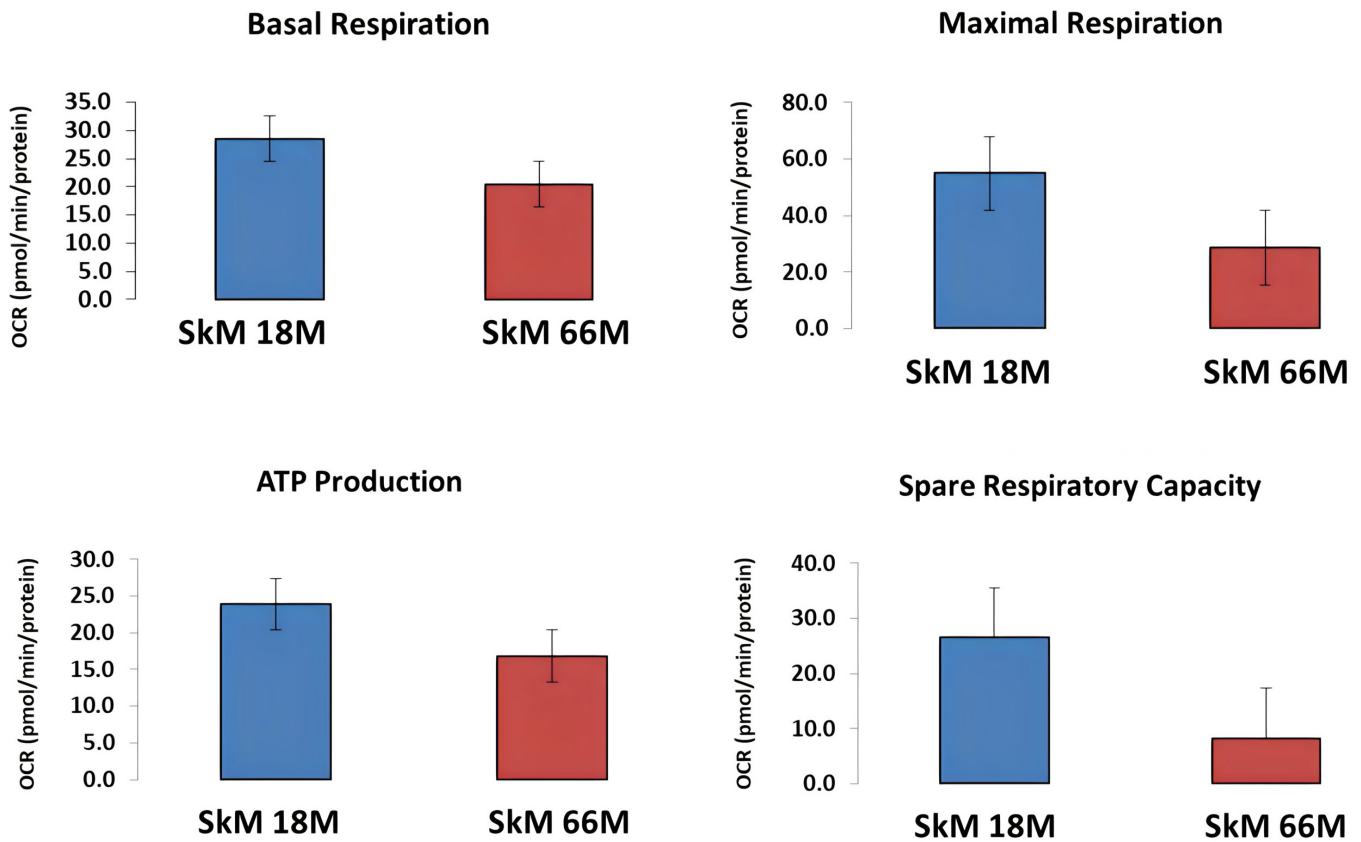 Basal Respiration
OCR (pmol/min/protein)
35.0
30.0
25.0
20.0
15.0
10.0
5.0
0.0
SkM 18M
SkM 66M
Maximal Respiration
OCR (pmol/min/protein)
80.0
60.0
40.0
20.0
0.0
SkM 18M
SkM 66M
ATP Production
OCR (pmol/min/protein)
30.0
25.0
20.0
15.0
10.0
5.0
0.0
SkM 18M
SkM 66M
Spare Respiratory Capacity
OCR (pmol/min/protein)
40.0
30.0
20.0
10.0
0.0
SkM 18M
SkM 66M